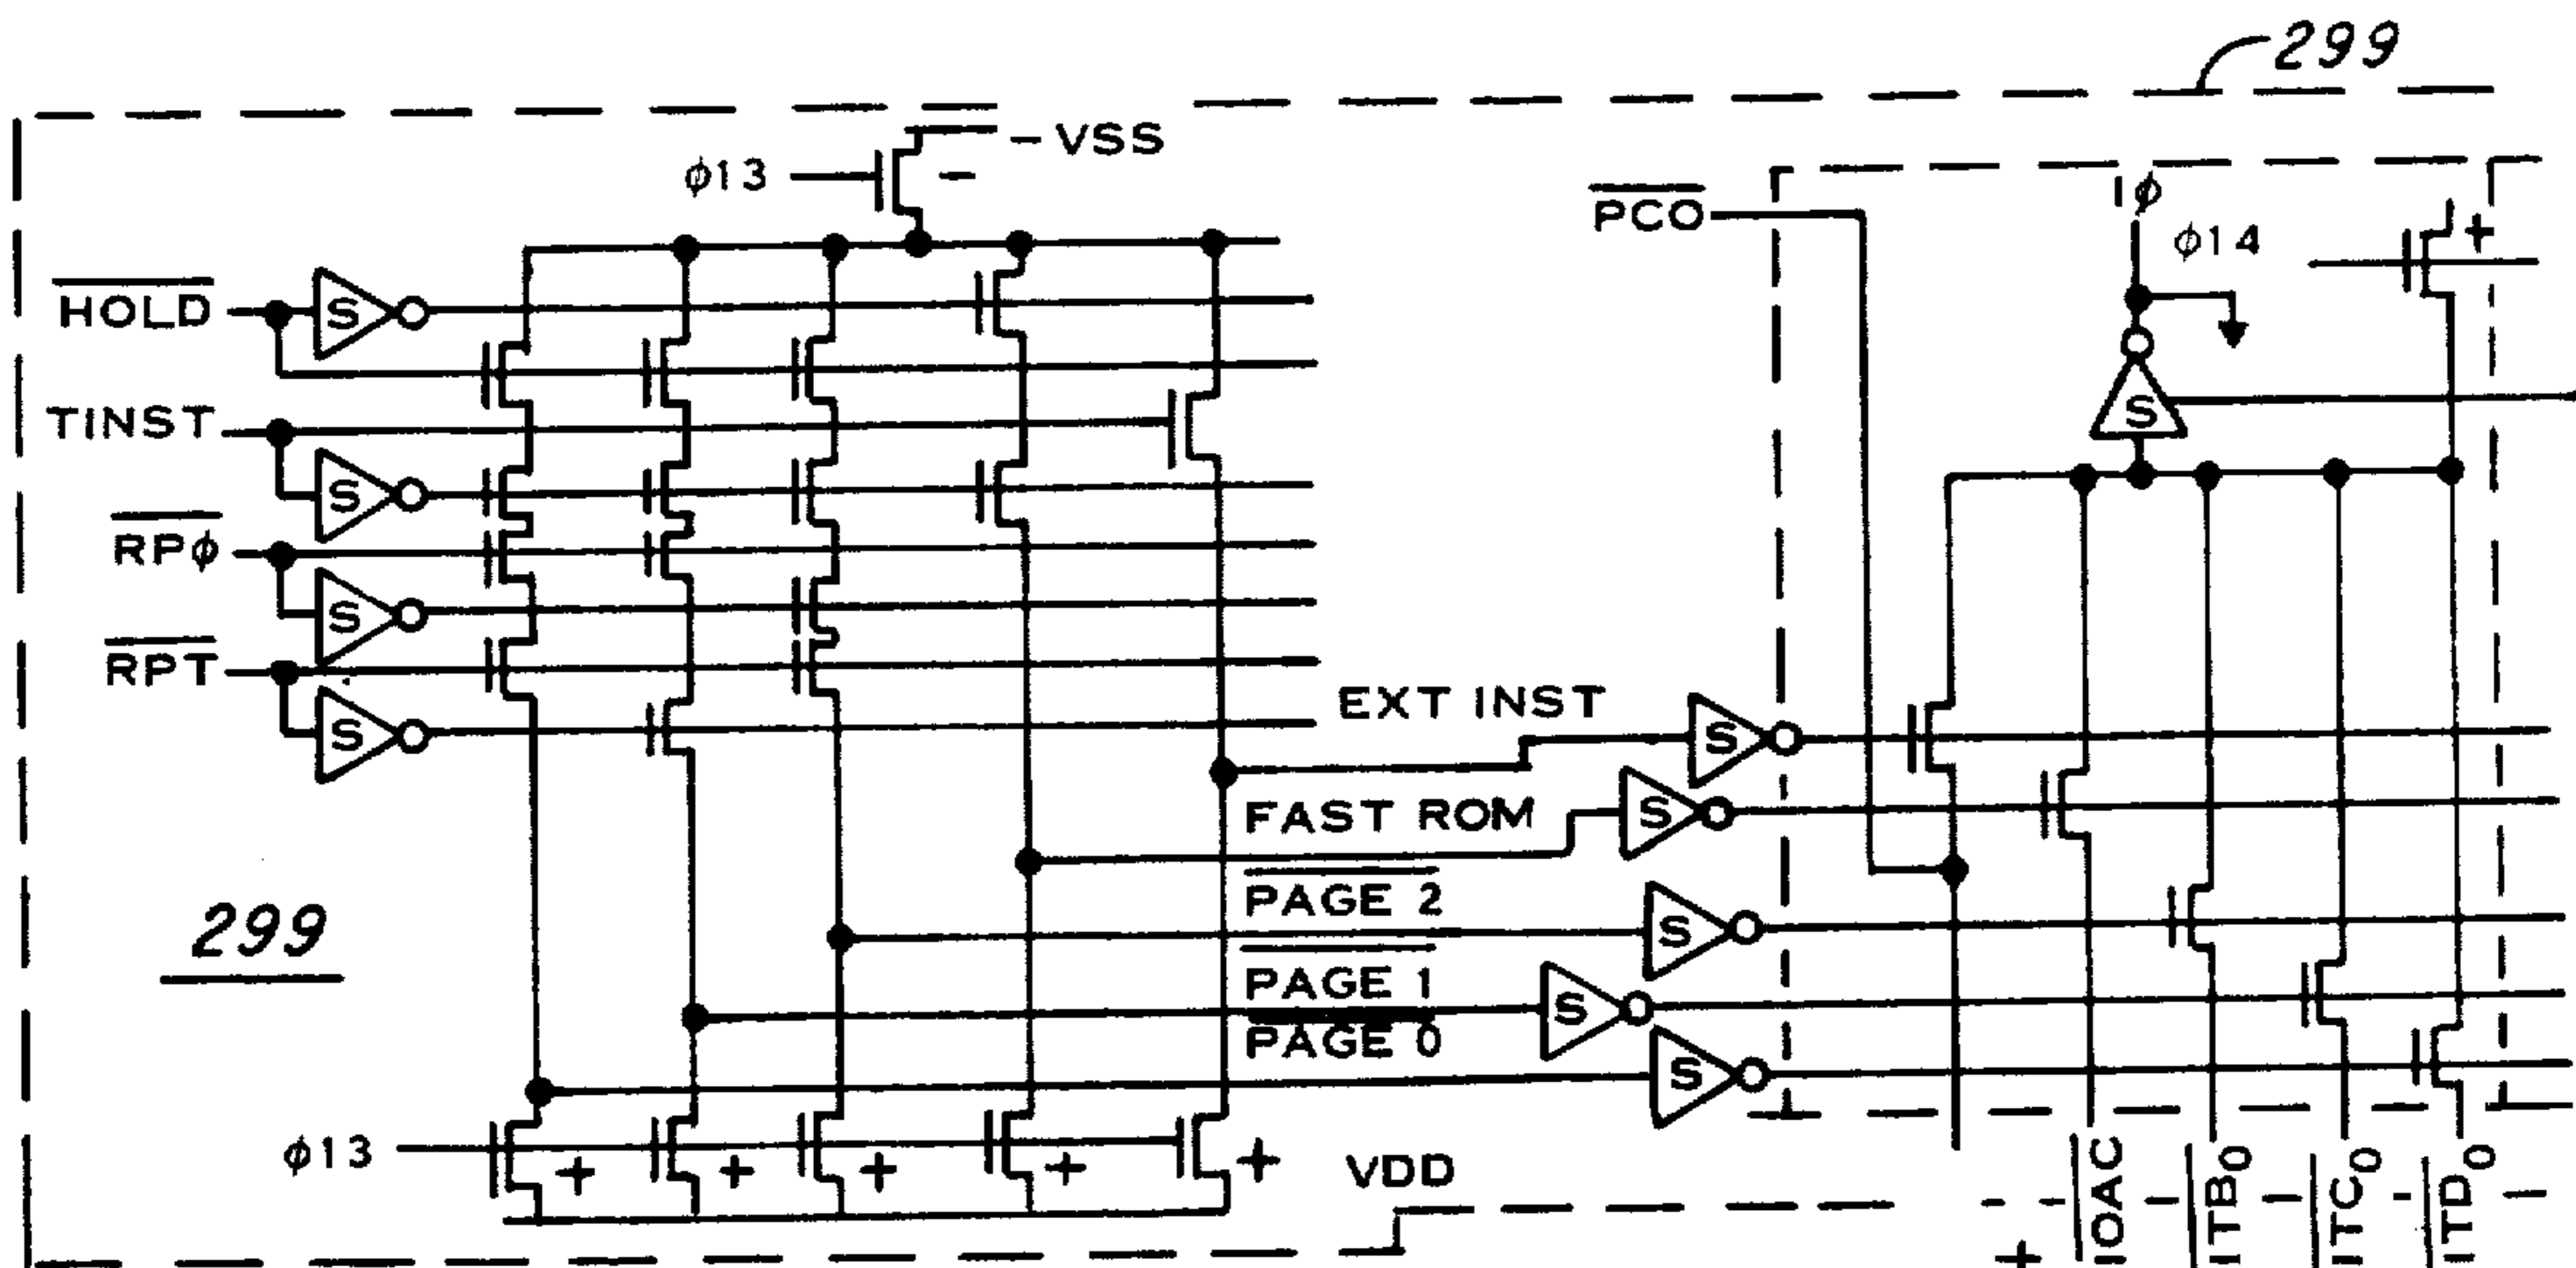 299
-VSS
ϕ13
-
PCO
1ϕ
ϕ14
+
HOLD
S
S
TINST
S
RPϕ
S
RPT
S
EXT INST
S
FAST ROM
S
PAGE 2
S
299
PAGE 1
S
PAGE 0
S
ϕ13
+
+
+
+
+
VDD
IOAC
ITB0
ITC0
ITD0
+